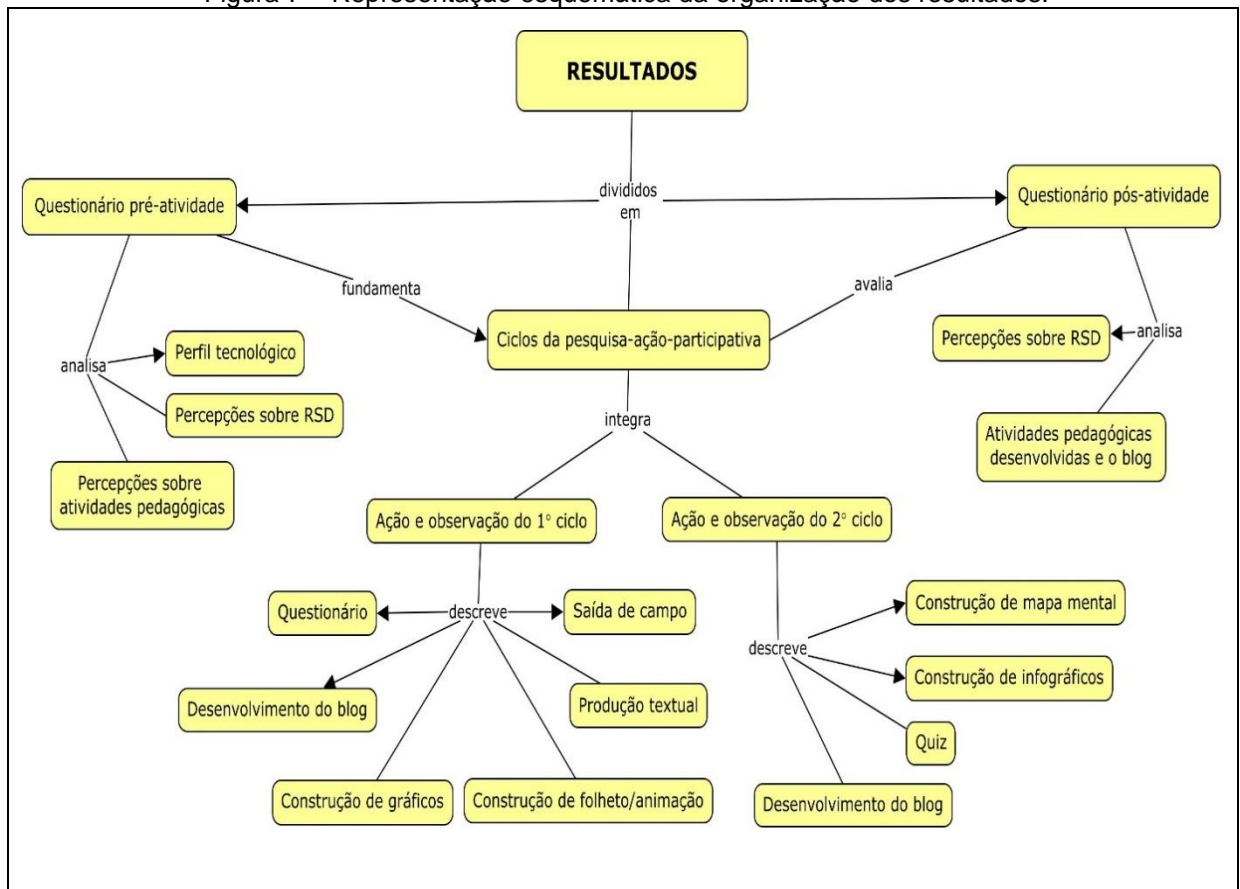 RESULTADOS
divididos
em
Questionário pré-atividade
Questionário pós-atividade
fundamenta
avalia
Ciclos da pesquisa-ação-participativa
analisa
Perfil tecnológico
Percepções sobre RSD
Percepções sobre
atividades pedagógicas
Percepções sobre RSD
analisa
Atividades pedagógicas
desenvolvidas e o blog
integra
Ação e observação do 1° ciclo
Ação e observação do 2° ciclo
Questionário
descreve
Saída de campo
Desenvolvimento do blog
Produção textual
Construção de gráficos
Construção de folheto/animação
descreve
Construção de mapa mental
Construção de infográficos
Quiz
Desenvolvimento do blog